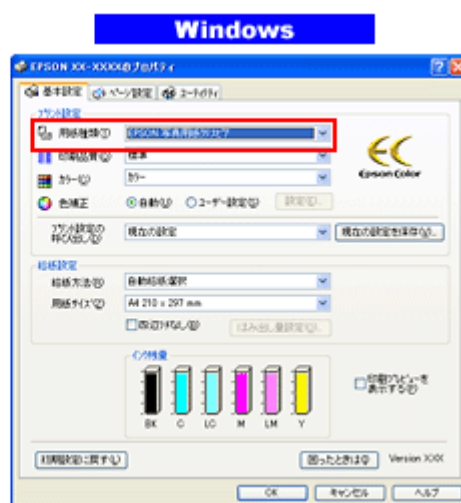 Windows
EPSON XX-XXXXのプロパティ
基本設定 ページ設定 ユーティリティ
プリント設定
用紙種類(T) EPSON 写真用紙クリスピア
印刷品質(I) 標準
カラー(C) カラー
色補正 自動(U) ユーザー設定(C) 設定(D)...
プリント設定の 現在の設定 現在の設定を保存(V)...
呼び出し(D)
給紙設定
給紙方法(B) 自動給紙選択
用紙サイズ(Z) A4 210 x 297 mm
四辺フチなし(B) はみ出し量設定(D)...
Epson Color
インク残量
BK C LC M LM Y
印刷プレビューを
表示する(E)
初期設定に戻す(L) 困ったときは(Q) Version XXX
OK キャンセル ヘルプ